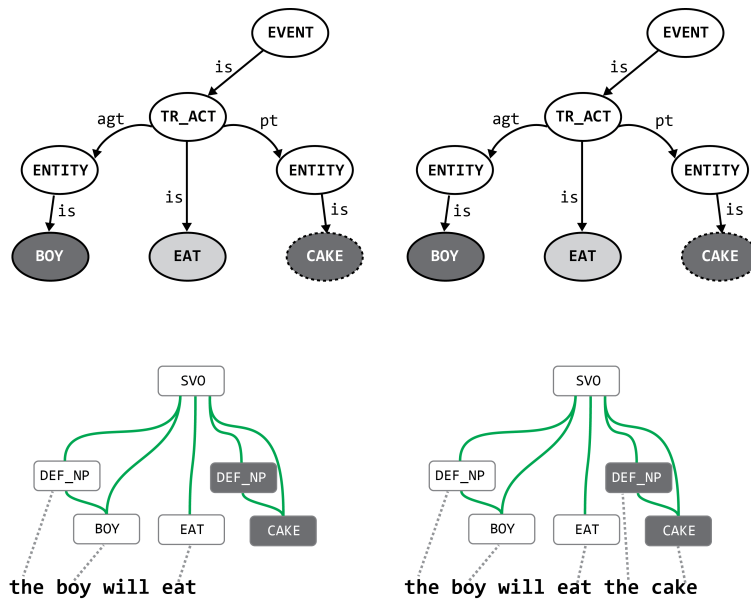 EVENT EVENT
is is
TR_ACT TR_ACT
agt pt agt pt
ENTITY ENTITY ENTITY ENTITY
is is is is is is
BOY EAT CAKE BOY EAT CAKE
SVO SVO
DEF_NP DEF_NP DEF_NP DEF_NP
BOY EAT CAKE BOY EAT CAKE
the boy will eat the boy will eat the cake